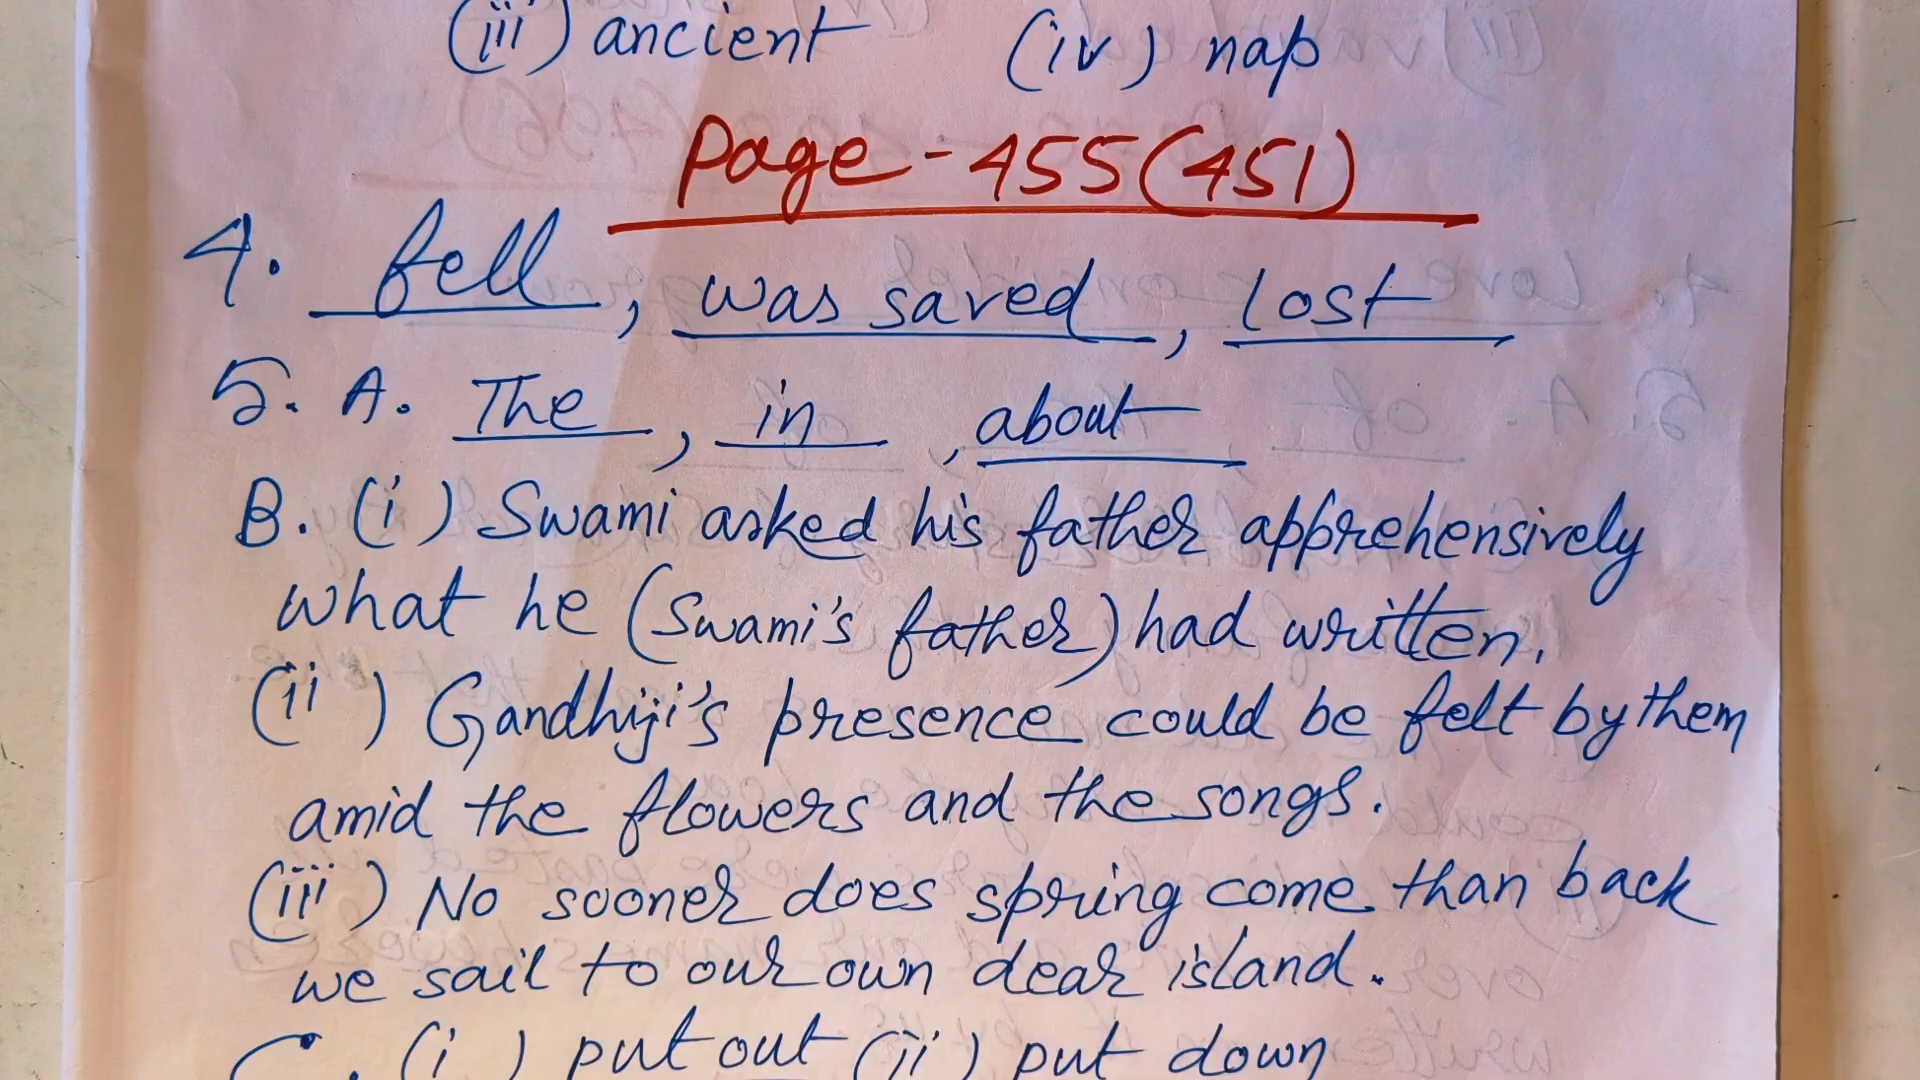 (iii) ancient (iv) nap
Page - 455 (451)
4. fell, was saved, lost
5. A. The, in, about
B. (i) Swami asked his father apprehensively
what he (Swami's father) had written.
(ii) Gandhiji's presence could be felt by them
amid the flowers and the songs.
(iii) No sooner does spring come than back
we sail to our own dear island.
C. (i) put out (ii) put down